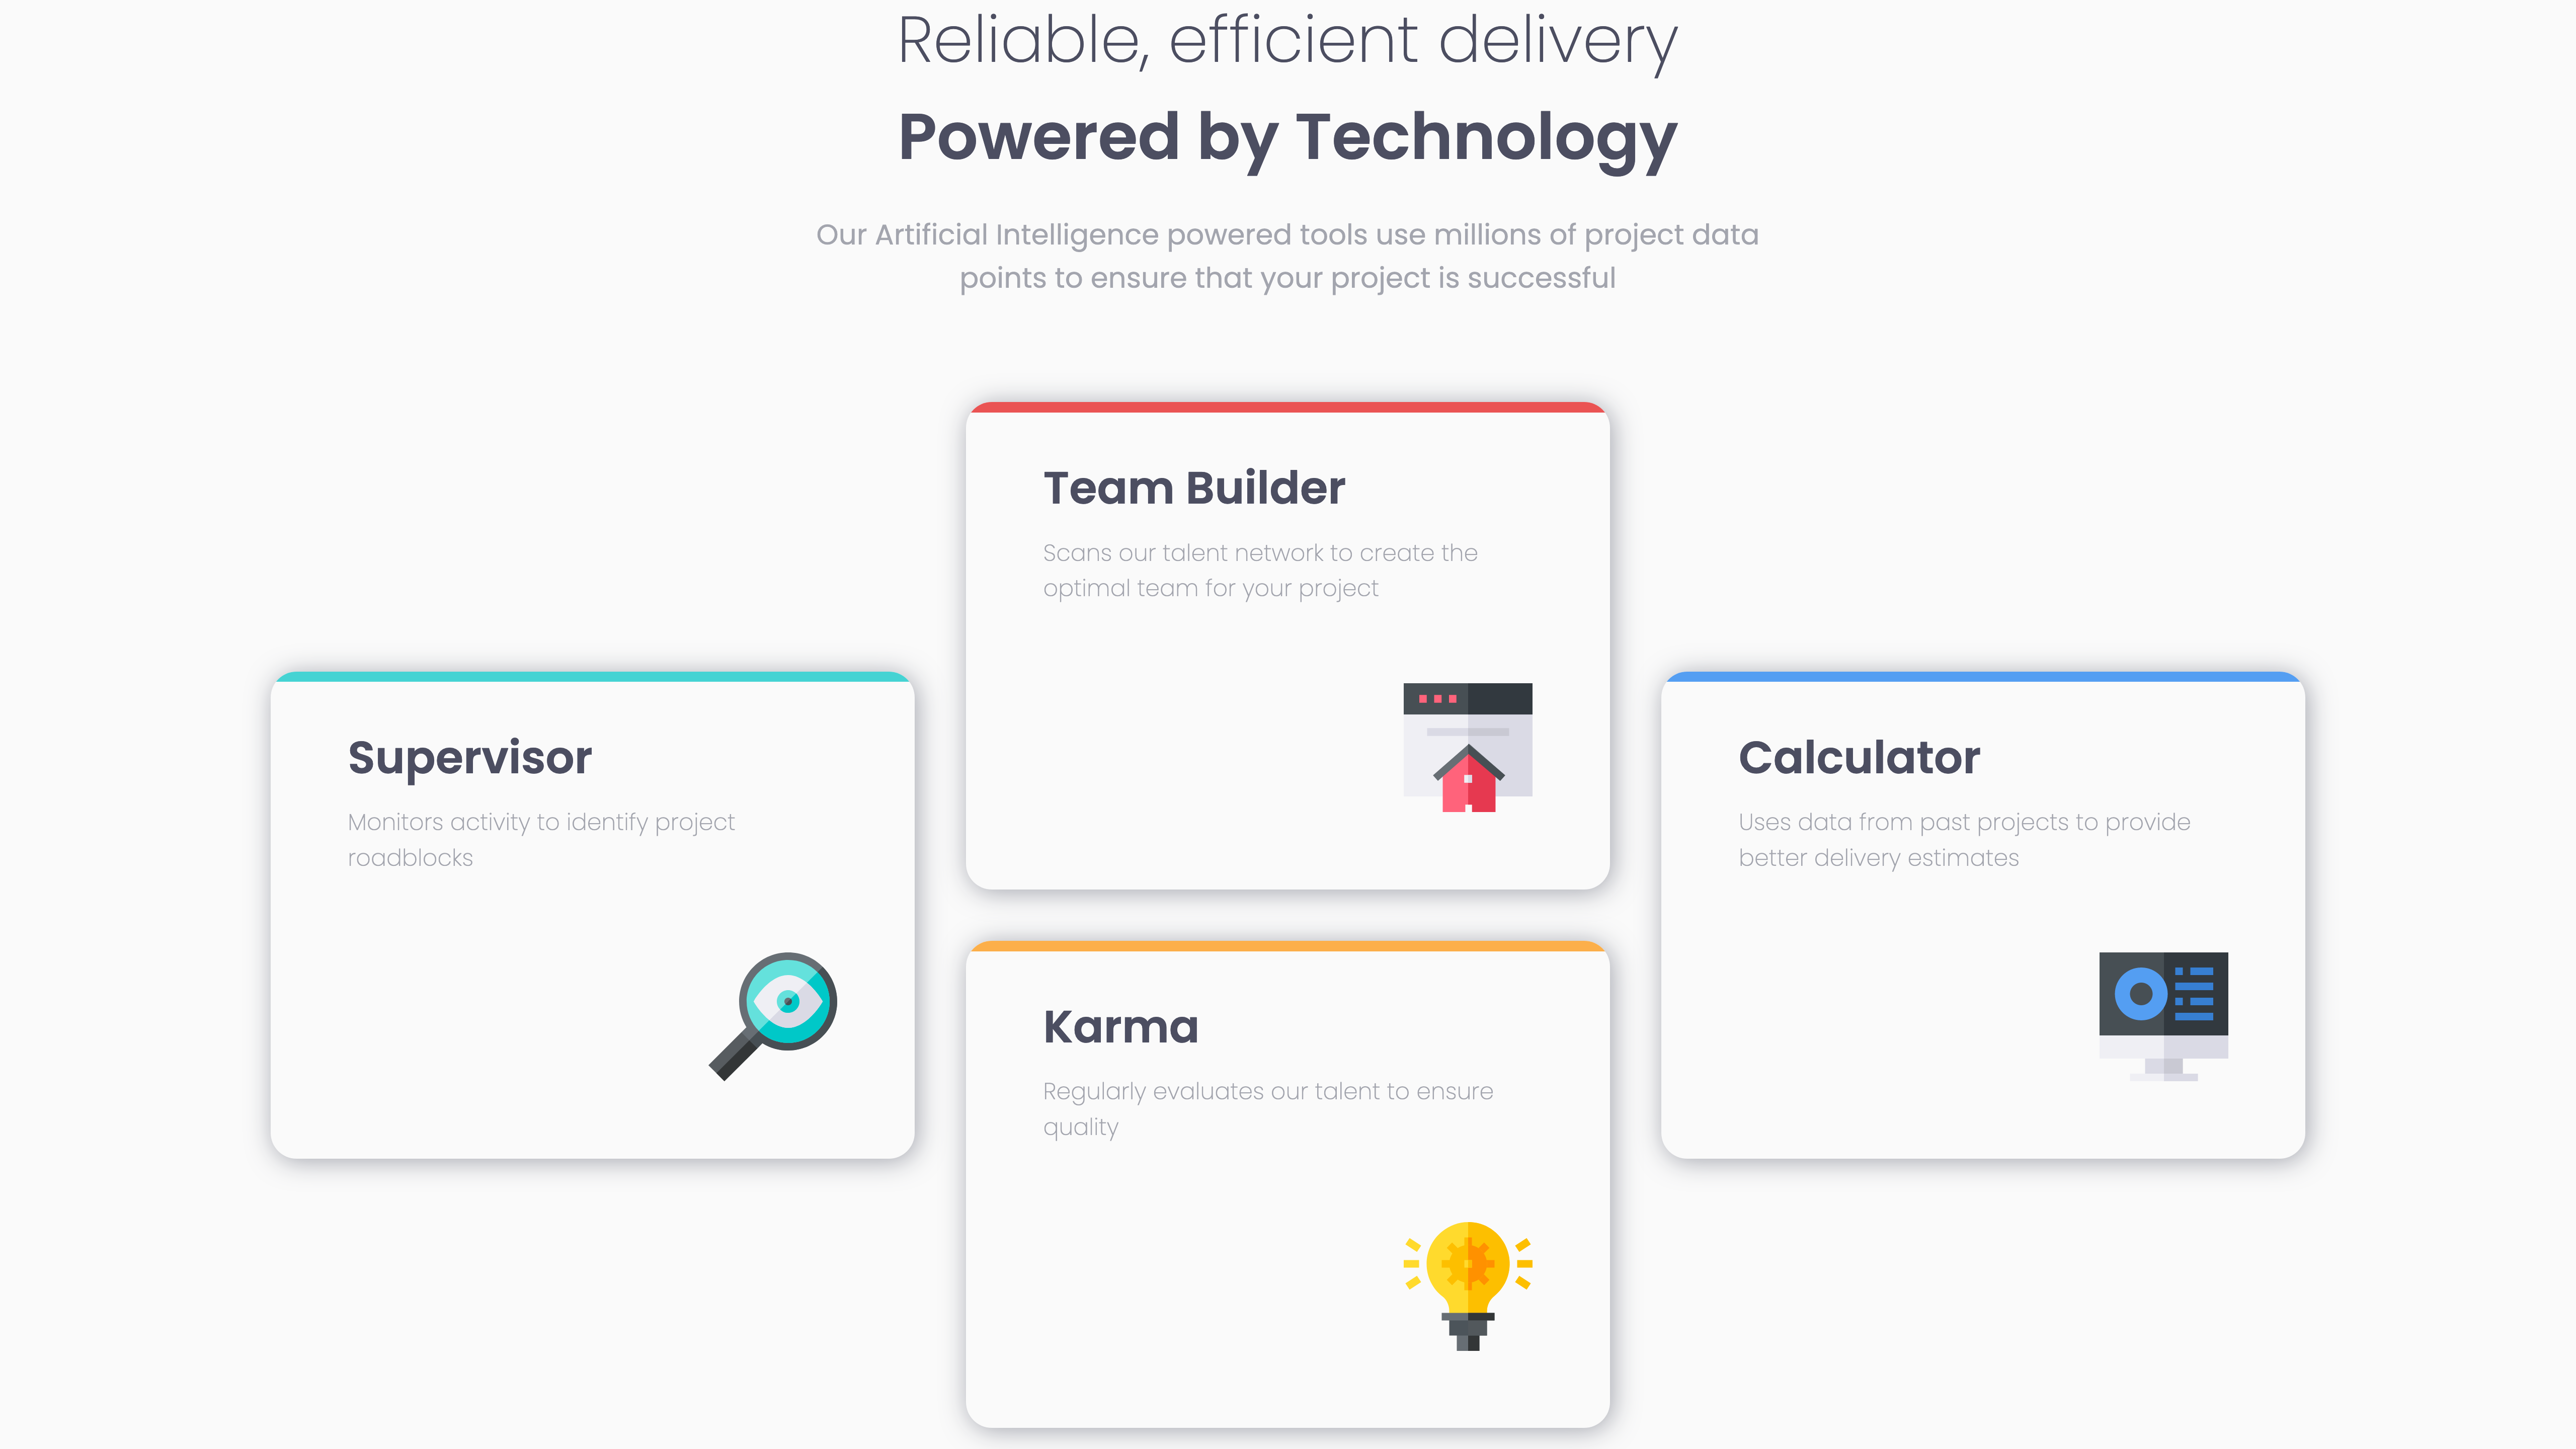 Reliable, efficient delivery
Powered by Technology
Our Artificial Intelligence powered tools use millions of project data
points to ensure that your project is successful
Team Builder
Scans our talent network to create the
optimal team for your project
Supervisor
Monitors activity to identify project
roadblocks
Calculator
Uses data from past projects to provide
better delivery estimates
Karma
Regularly evaluates our talent to ensure
quality